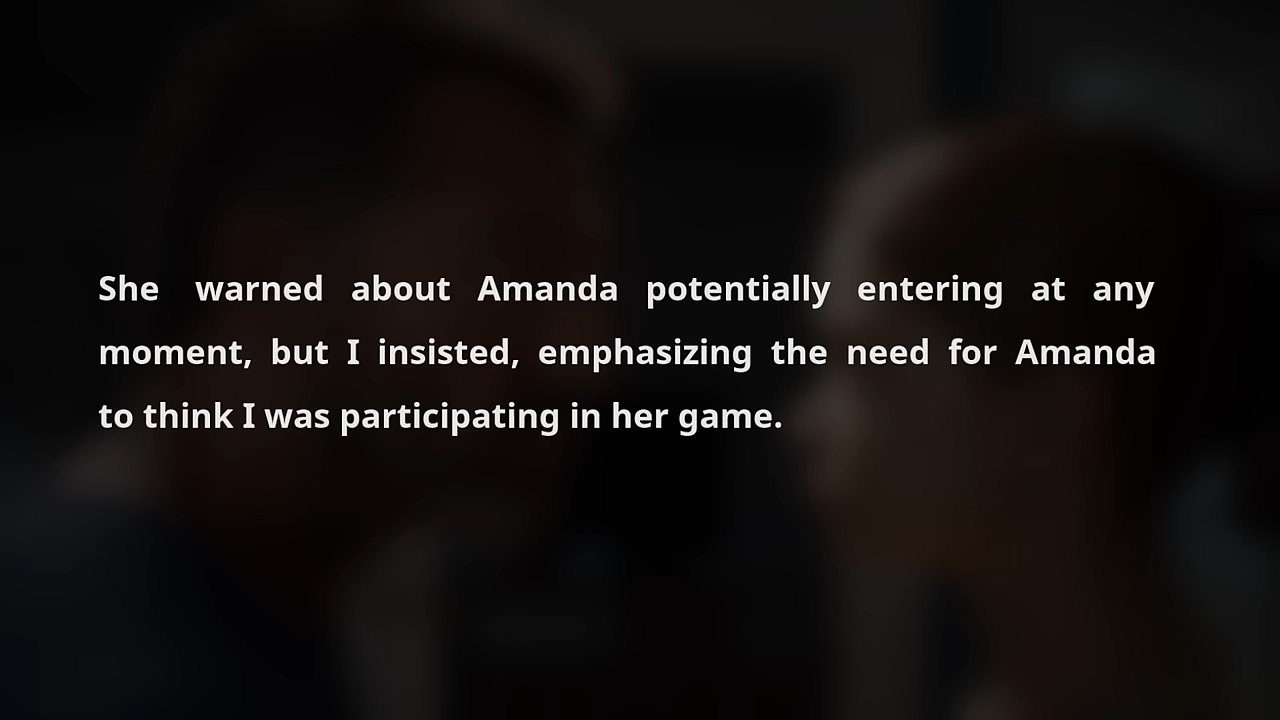 She warned about Amanda potentially entering at any
moment, but I insisted, emphasizing the need for Amanda
to think I was participating in her game.